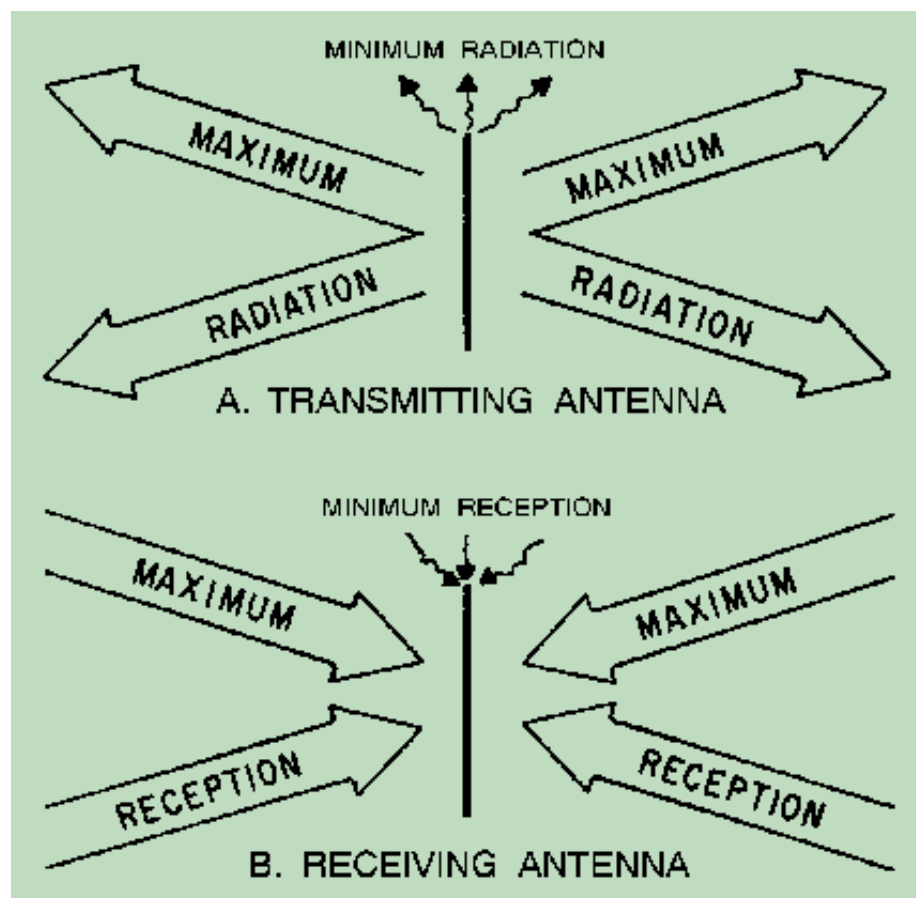 MINIMUM RADIATION
MAXIMUM
MAXIMUM
RADIATION
RADIATION
A. TRANSMITTING ANTENNA
MINIMUM RECEPTION
MAXIMUM
MAXIMUM
RECEPTION
RECEPTION
B. RECEIVING ANTENNA